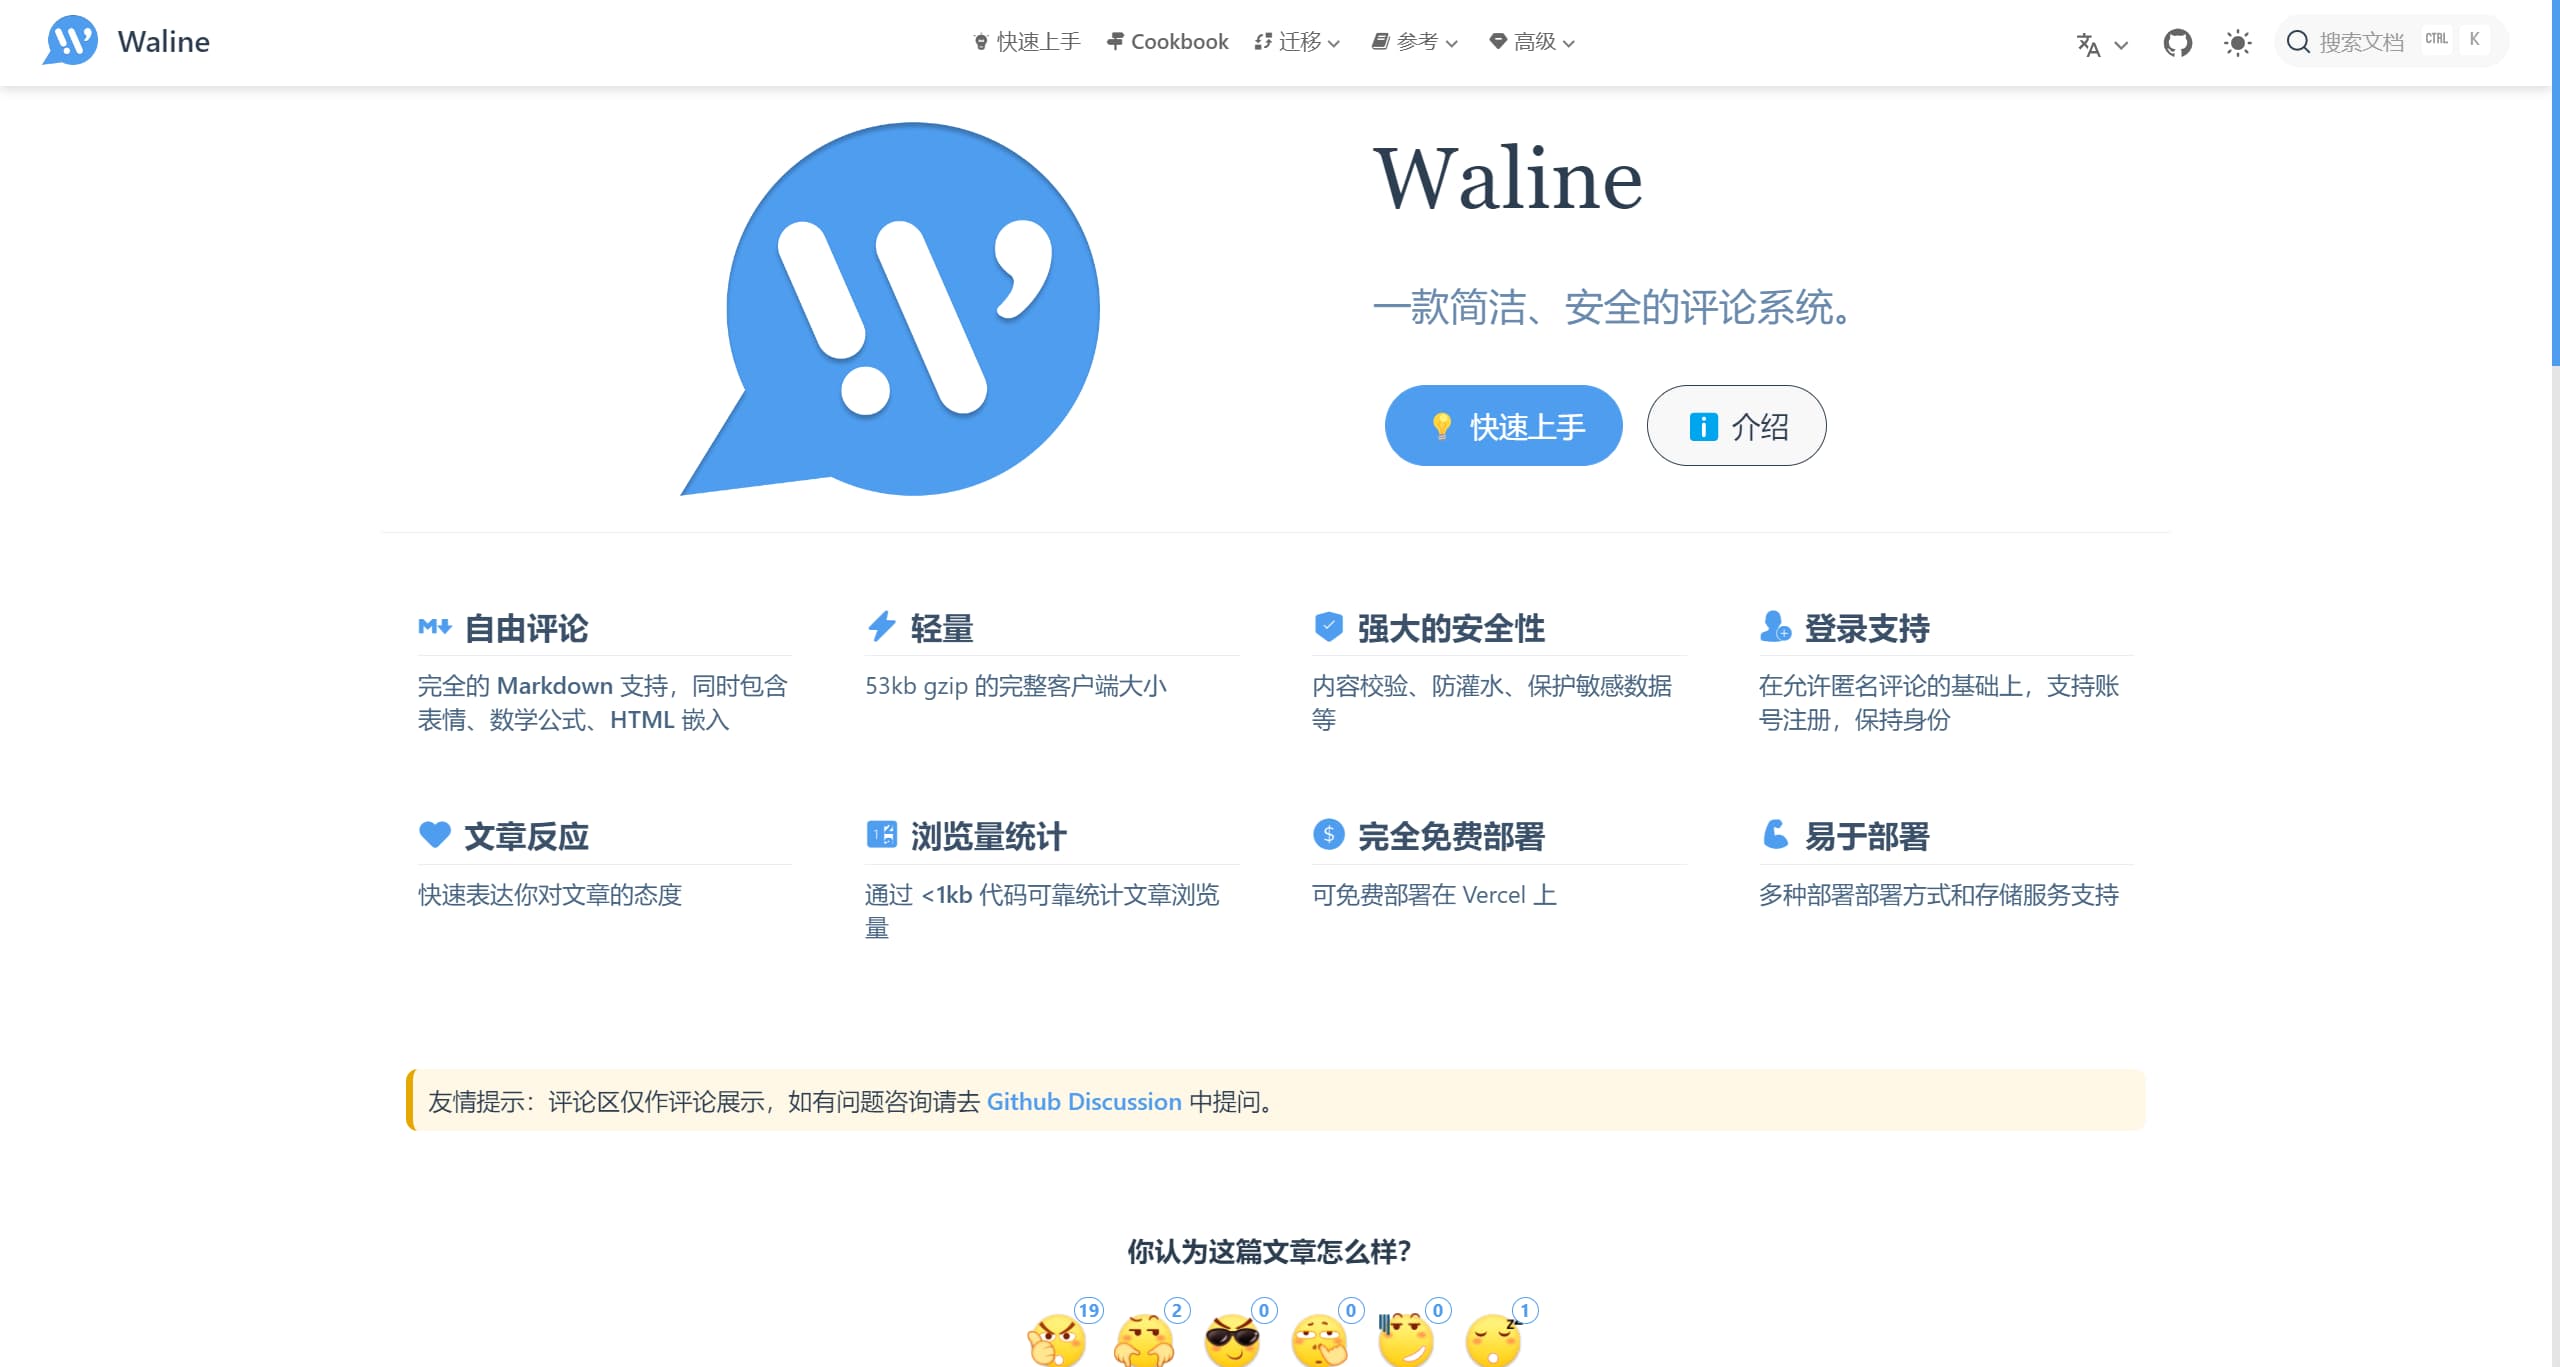 Waline
快速上手 Cookbook 迁移 参考 高级
搜索文档 CTRL K
Waline
一款简洁、安全的评论系统。
快速上手 介绍
自由评论
完全的 Markdown 支持，同时包含
表情、数学公式、HTML 嵌入
轻量
53kb gzip 的完整客户端大小
强大的安全性
内容校验、防灌水、保护敏感数据
等
登录支持
在允许匿名评论的基础上，支持账
号注册，保持身份
文章反应
快速表达你对文章的态度
浏览量统计
通过 <1kb 代码可靠统计文章浏览
量
完全免费部署
可免费部署在 Vercel 上
易于部署
多种部署部署方式和存储服务支持
友情提示：评论区仅作评论展示，如有问题咨询请去 Github Discussion 中提问。
你认为这篇文章怎么样？
19 2 0 0 0 1